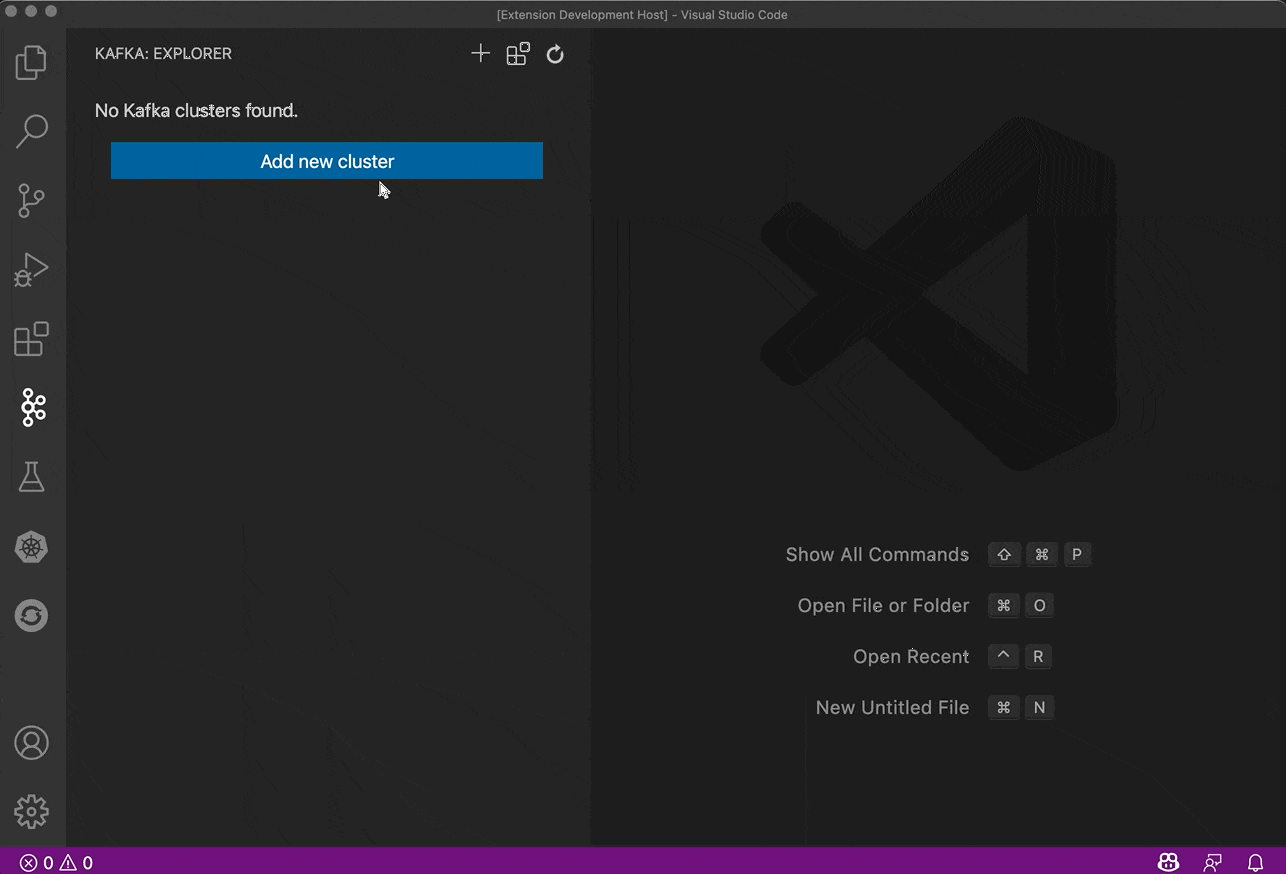 [Extension Development Host] - Visual Studio Code
KAFKA: EXPLORER
No Kafka clusters found.
Add new cluster
Show All Commands ⇧ ⌘ P
Open File or Folder ⌘ O
Open Recent ^ R
New Untitled File ⌘ N
0 0